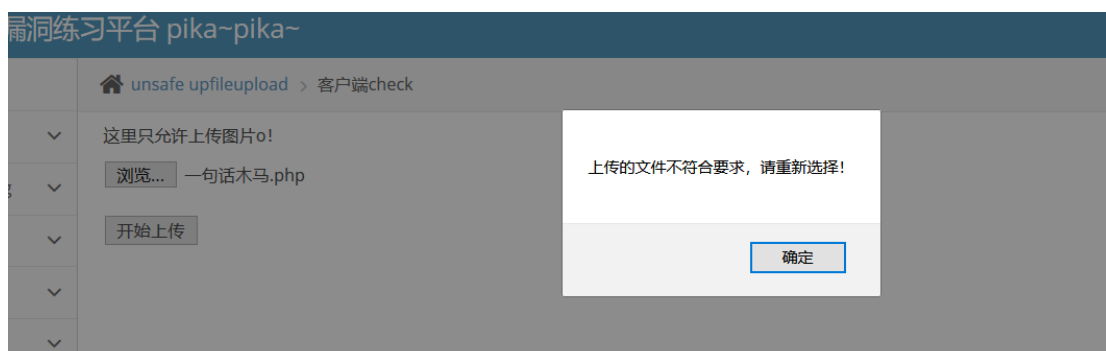 漏洞练习平台 pika~pika~
unsafe upfileupload > 客户端check
这里只允许上传图片o!
浏览... 一句话木马.php
开始上传
上传的文件不符合要求，请重新选择!
确定